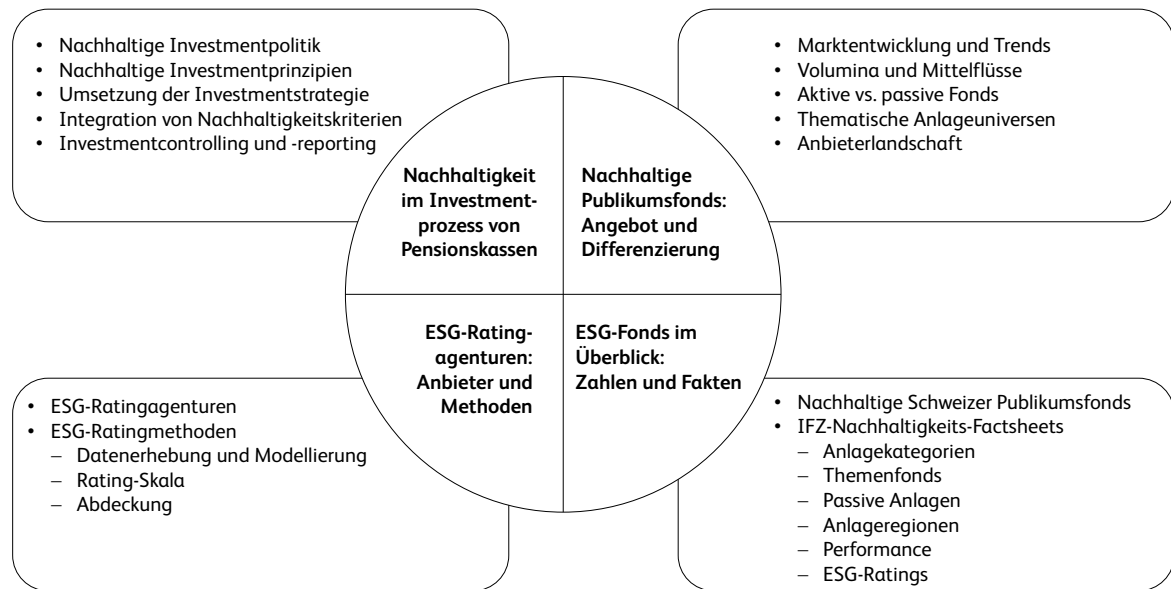 • Nachhaltige Investmentpolitik
• Nachhaltige Investmentprinzipien
• Umsetzung der Investmentstrategie
• Integration von Nachhaltigkeitskriterien
• Investmentcontrolling und -reporting
• Marktentwicklung und Trends
• Volumina und Mittelflüsse
• Aktive vs. passive Fonds
• Thematische Anlageuniversen
• Anbieterlandschaft
Nachhaltigkeit
im Investment-
prozess von
Pensionskassen
Nachhaltige
Publikumsfonds:
Angebot und
Differenzierung
ESG-Rating-
agenturen:
Anbieter und
Methoden
ESG-Fonds im
Überblick:
Zahlen und Fakten
• ESG-Ratingagenturen
• ESG-Ratingmethoden
– Datenerhebung und Modellierung
– Rating-Skala
– Abdeckung
• Nachhaltige Schweizer Publikumsfonds
• IFZ-Nachhaltigkeits-Factsheets
– Anlagekategorien
– Themenfonds
– Passive Anlagen
– Anlageregionen
– Performance
– ESG-Ratings